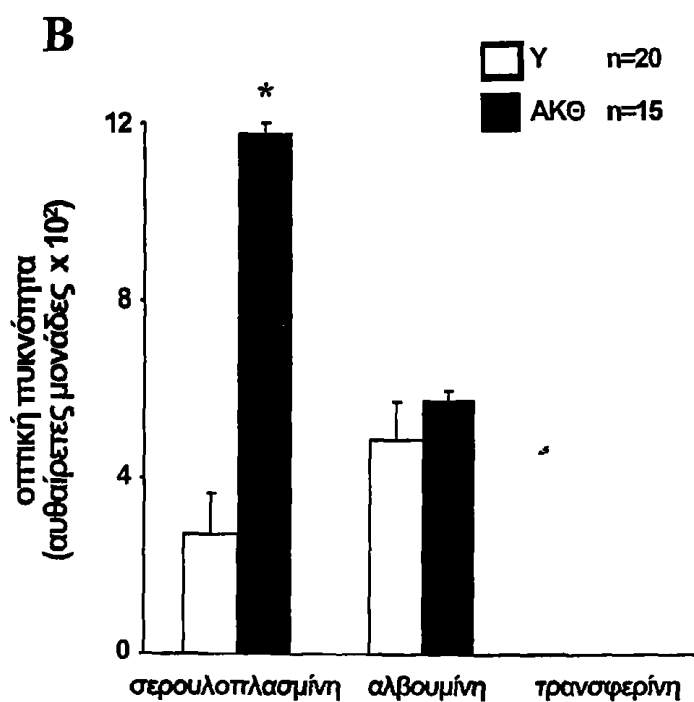 B
Υ n=20
ΑΚΘ n=15
*
12
8
4
0
οπτική πυκνότητα
(αυθαίρετες μονάδες x 10²)
σερουλοπλασμίνη αλβουμίνη τρανσφερίνη